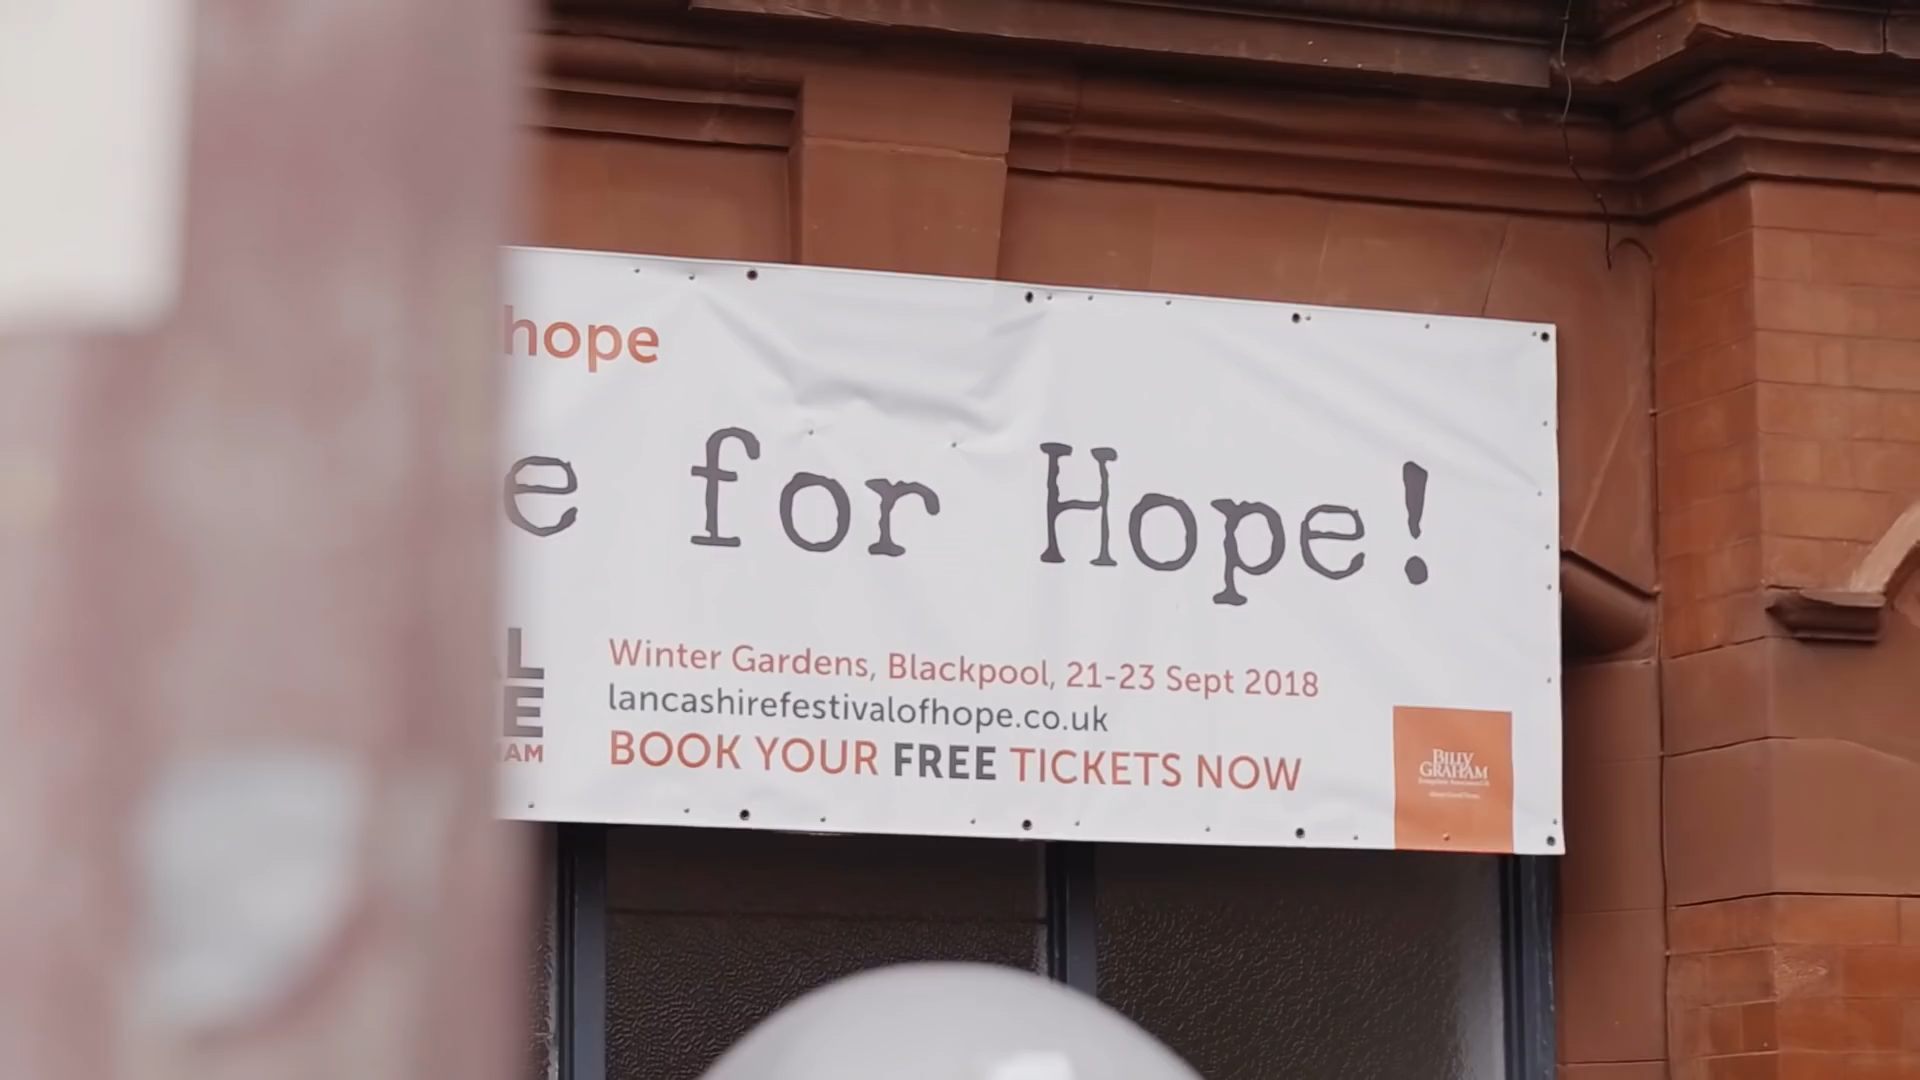 hope
e for Hope!
L
E
AM
Winter Gardens, Blackpool, 21-23 Sept 2018
lancashirefestivalofhope.co.uk
BOOK YOUR FREE TICKETS NOW
BILLY
GRAHAM